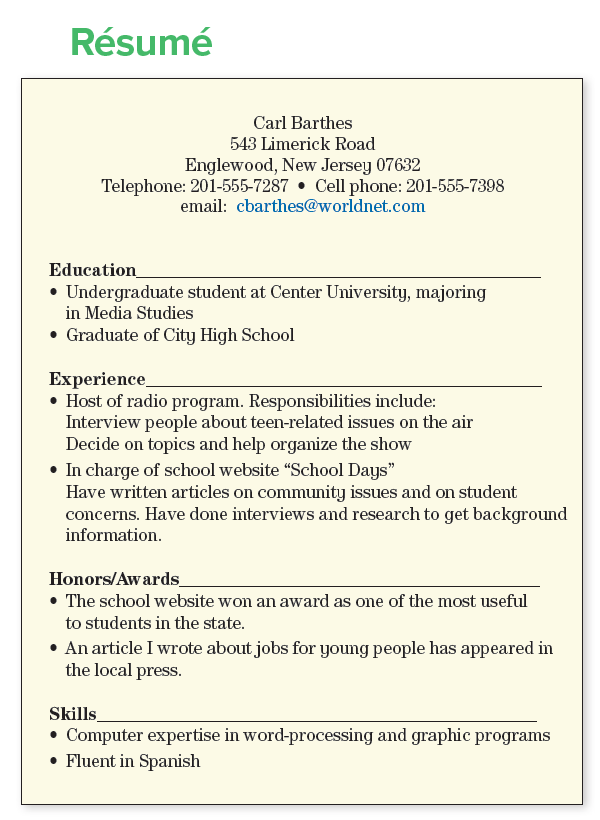 Résumé
Carl Barthes
543 Limerick Road
Englewood, New Jersey 07632
Telephone: 201-555-7287 • Cell phone: 201-555-7398
email: cbarthes@worldnet.com
Education
• Undergraduate student at Center University, majoring
in Media Studies
• Graduate of City High School
Experience
• Host of radio program. Responsibilities include:
Interview people about teen-related issues on the air
Decide on topics and help organize the show
• In charge of school website “School Days”
Have written articles on community issues and on student
concerns. Have done interviews and research to get background
information.
Honors/Awards
• The school website won an award as one of the most useful
to students in the state.
• An article I wrote about jobs for young people has appeared in
the local press.
Skills
• Computer expertise in word-processing and graphic programs
• Fluent in Spanish